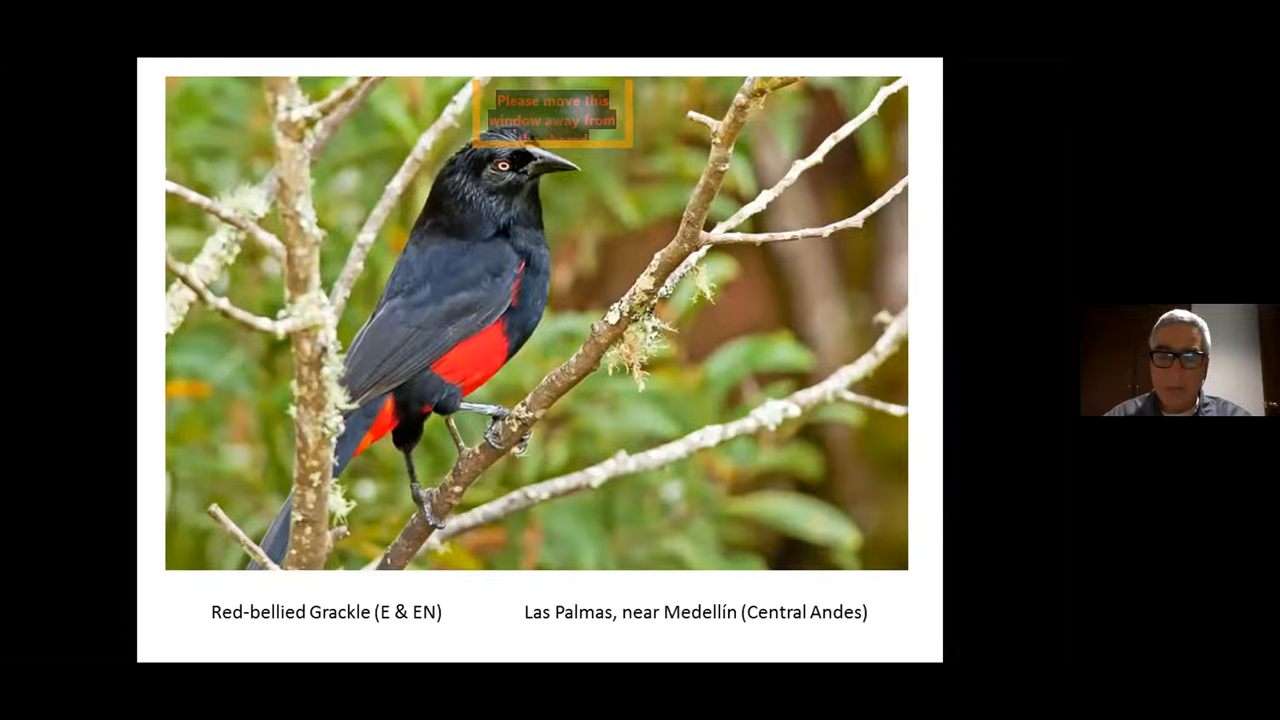 Please move this
window away from
Red-bellied Grackle (E & EN)
Las Palmas, near Medellín (Central Andes)